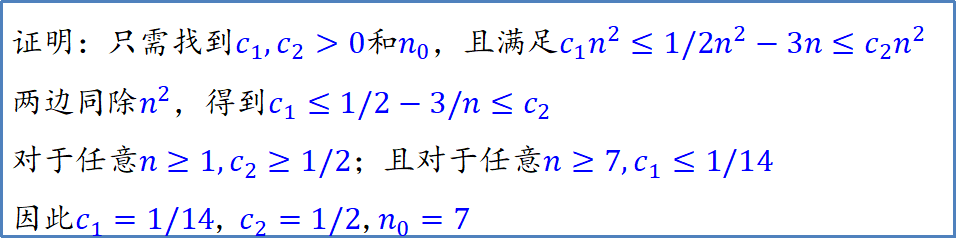 证明：只需找到c₁, c₂ > 0和n₀，且满足c₁n² ≤ 1/2n² − 3n ≤ c₂n²
两边同除n²，得到c₁ ≤ 1/2 − 3/n ≤ c₂
对于任意n ≥ 1, c₂ ≥ 1/2；且对于任意n ≥ 7, c₁ ≤ 1/14
因此c₁ = 1/14, c₂ = 1/2, n₀ = 7